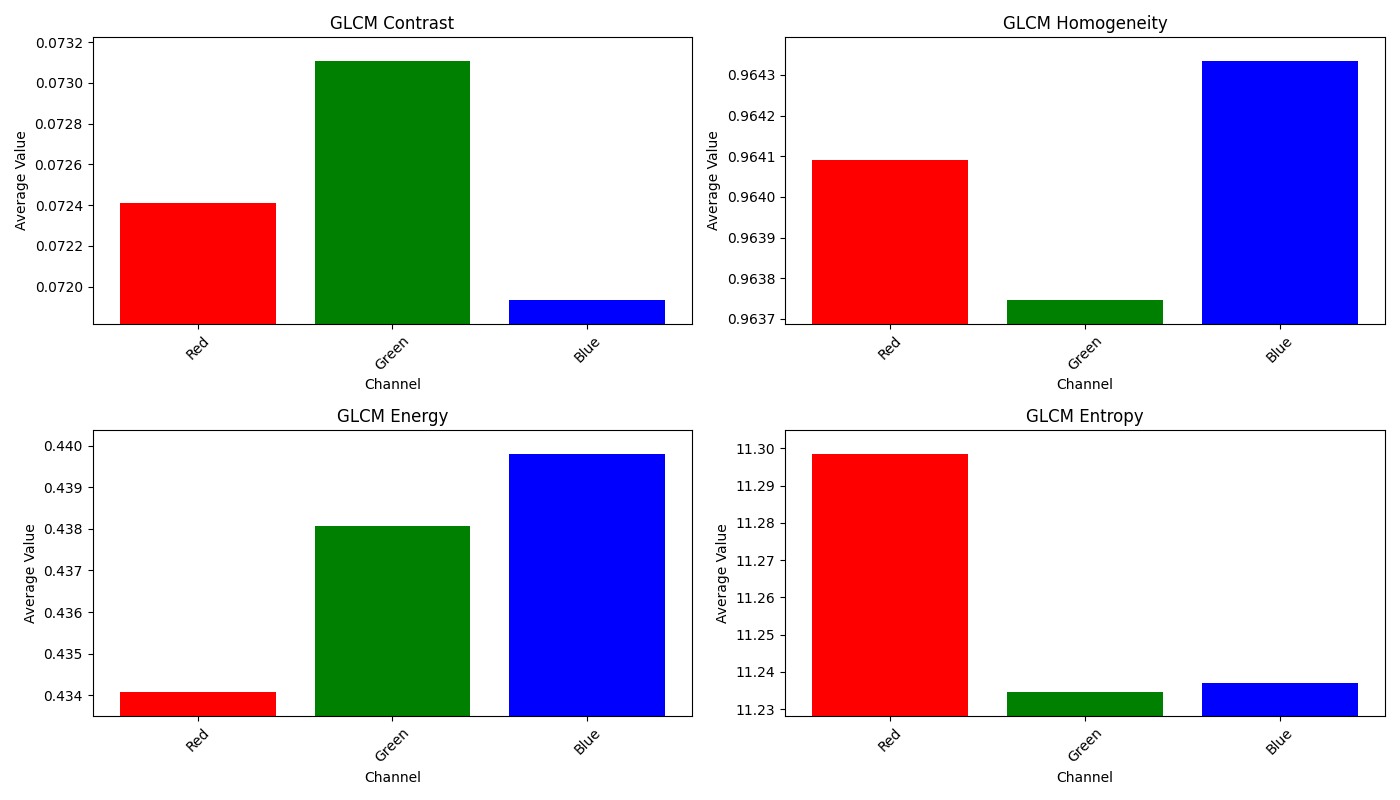 GLCM Contrast
Average Value
0.0732
0.0730
0.0728
0.0726
0.0724
0.0722
0.0720
Red
Green
Blue
Channel
GLCM Homogeneity
Average Value
0.9643
0.9642
0.9641
0.9640
0.9639
0.9638
0.9637
Red
Green
Blue
Channel
GLCM Energy
Average Value
0.440
0.439
0.438
0.437
0.436
0.435
0.434
Red
Green
Blue
Channel
GLCM Entropy
Average Value
11.30
11.29
11.28
11.27
11.26
11.25
11.24
11.23
Red
Green
Blue
Channel